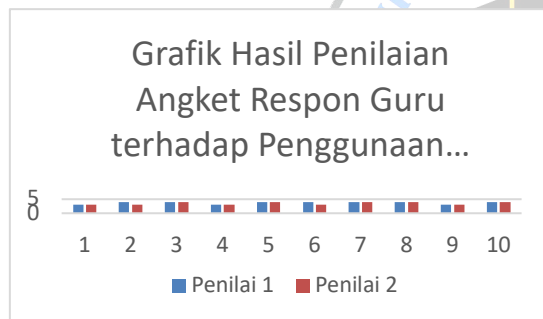 Grafik Hasil Penilaian
Angket Respon Guru
terhadap Penggunaan...
5
0
1 2 3 4 5 6 7 8 9 10
Penilai 1 Penilai 2